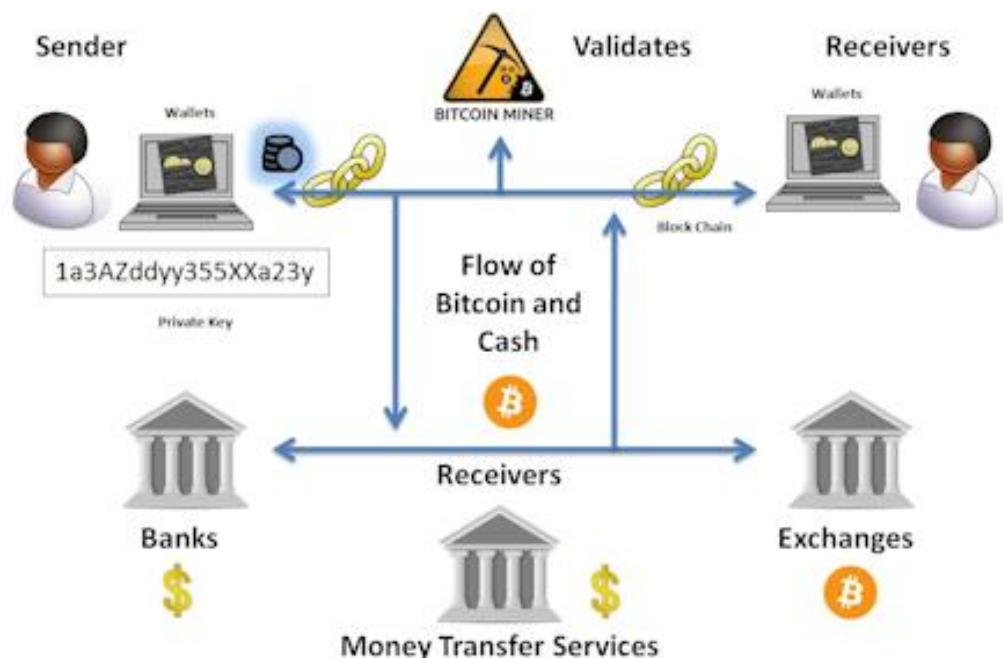 Sender
Validates
Receivers
Wallets
BITCOIN MINER
Wallets
1a3AZddyy355XXa23y
Private Key
Block Chain
Flow of
Bitcoin and
Cash
Receivers
Banks
Exchanges
Money Transfer Services